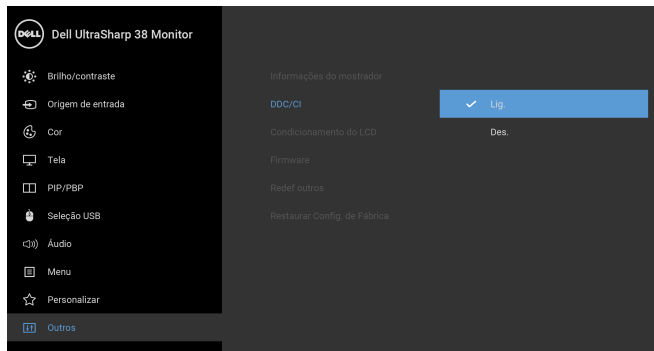 DELL Dell UltraSharp 38 Monitor
Brilho/contraste
Origem de entrada
Cor
Tela
PIP/PBP
Seleção USB
Áudio
Menu
Personalizar
Outros
Informações do mostrador
DDC/CI
Condicionamento do LCD
Firmware
Redef outros
Restaurar Config. de Fábrica
Lig.
Des.